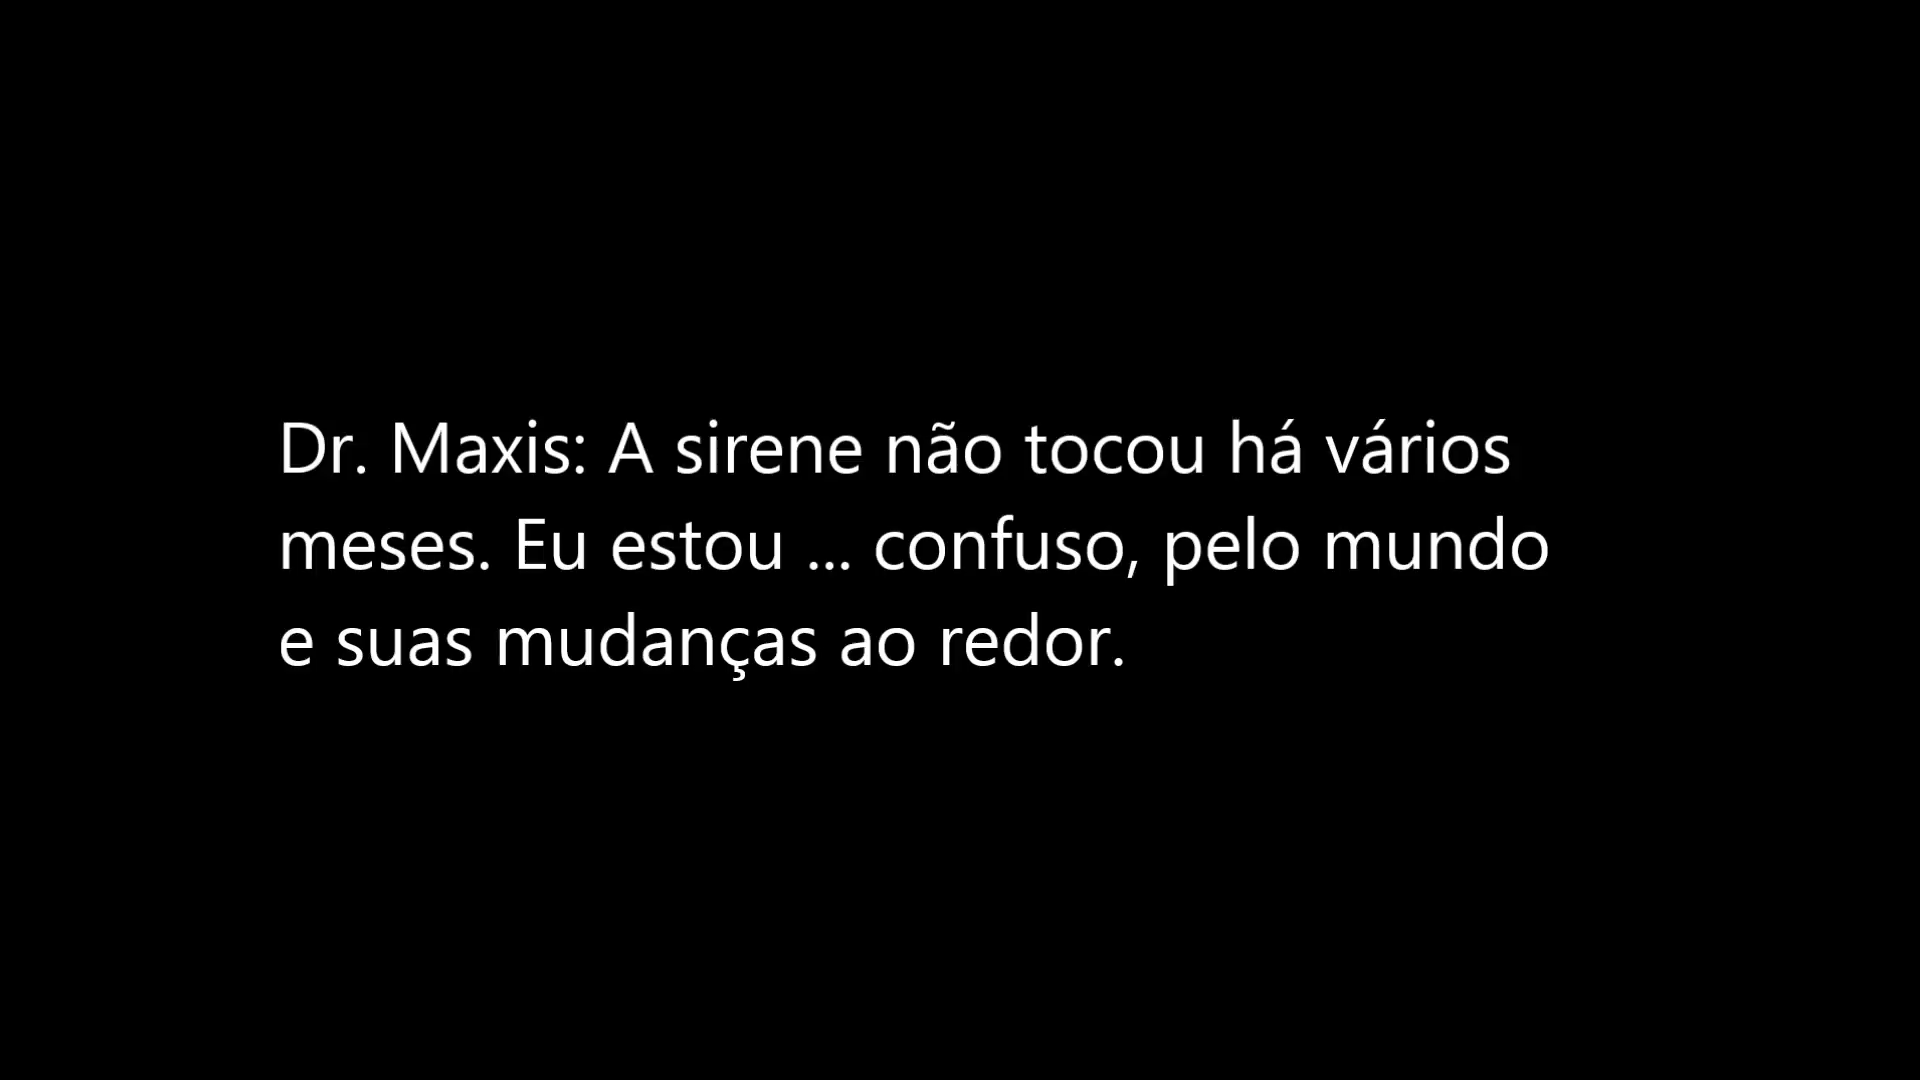 Dr. Maxis: A sirene não tocou há vários
meses. Eu estou ... confuso, pelo mundo
e suas mudanças ao redor.